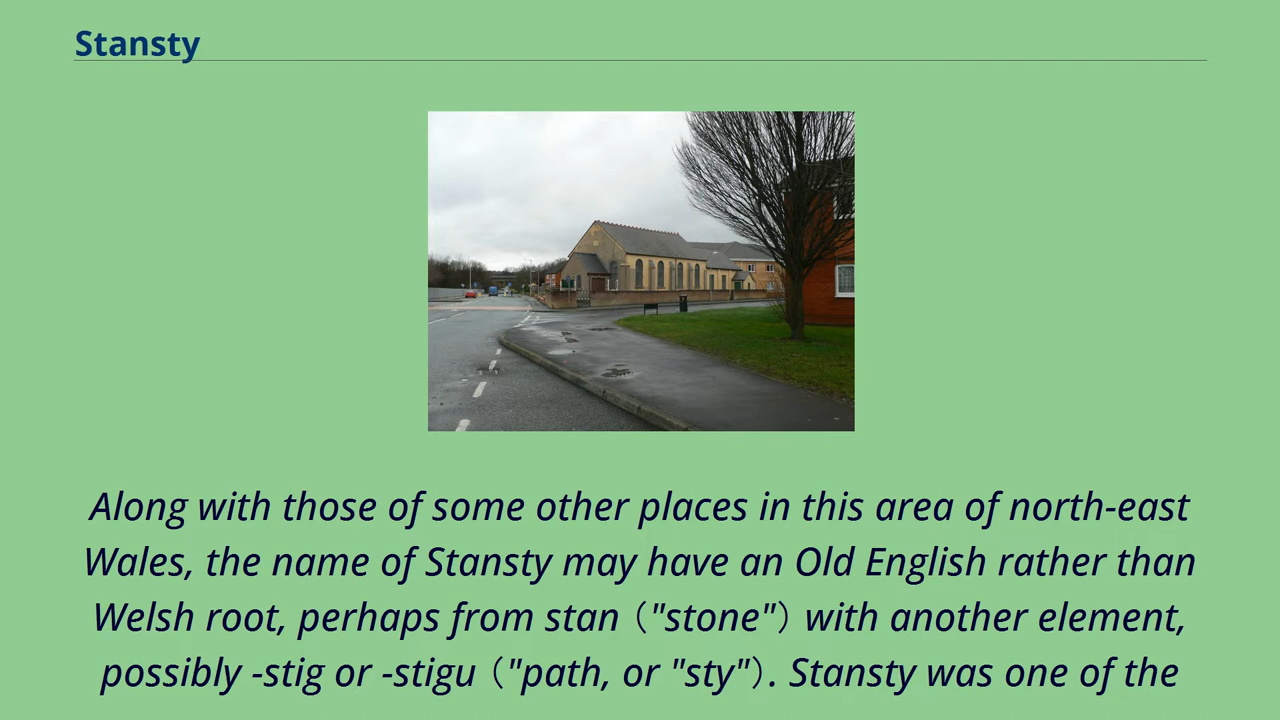 Stansty
Along with those of some other places in this area of north-east
Wales, the name of Stansty may have an Old English rather than
Welsh root, perhaps from stan（"stone"）with another element,
possibly -stig or -stigu（"path, or "sty"）. Stansty was one of the